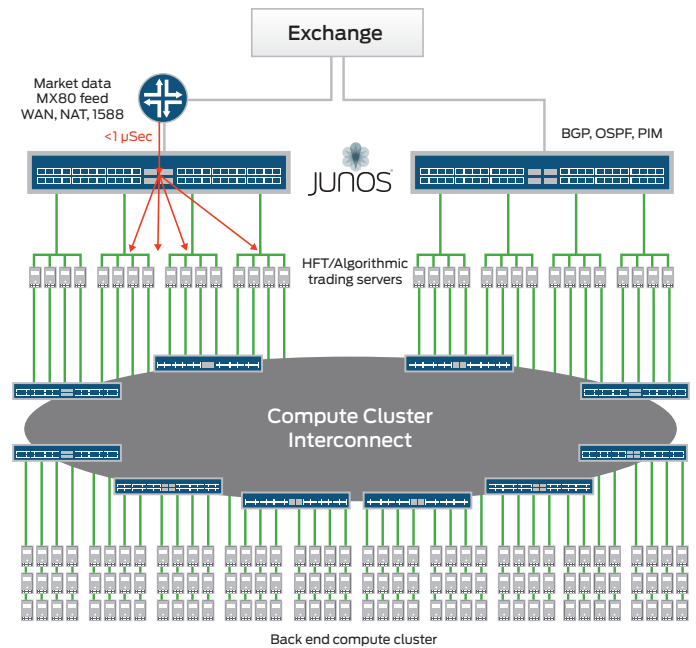 Exchange
Market data
MX80 feed
WAN, NAT, 1588
<1 µSec
BGP, OSPF, PIM
JUNOS
HFT/Algorithmic
trading servers
Compute Cluster
Interconnect
Back end compute cluster